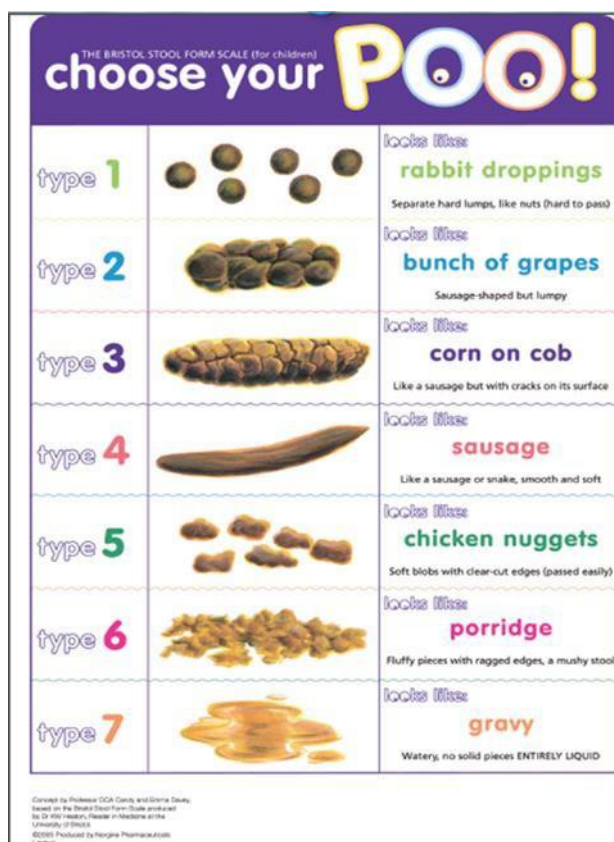 THE BRISTOL STOOL FORM SCALE (for children)
choose your POO!
type 1
looks like:
rabbit droppings
Separate hard lumps, like nuts (hard to pass)
type 2
looks like:
bunch of grapes
Sausage-shaped but lumpy
type 3
looks like:
corn on cob
Like a sausage but with cracks on its surface
type 4
looks like:
sausage
Like a sausage or snake, smooth and soft
type 5
looks like:
chicken nuggets
Soft blobs with clear-cut edges (passed easily)
type 6
looks like:
porridge
Fluffy pieces with ragged edges, a mushy stool
type 7
looks like:
gravy
Watery, no solid pieces ENTIRELY LIQUID
Concept by Professor DCA Candy and Emma Davey,
based on the Bristol Stool Form Scale produced
by Dr KW Heaton, Reader in Medicine at the
University of Bristol.
©2005 Produced by Norgine Pharmaceuticals